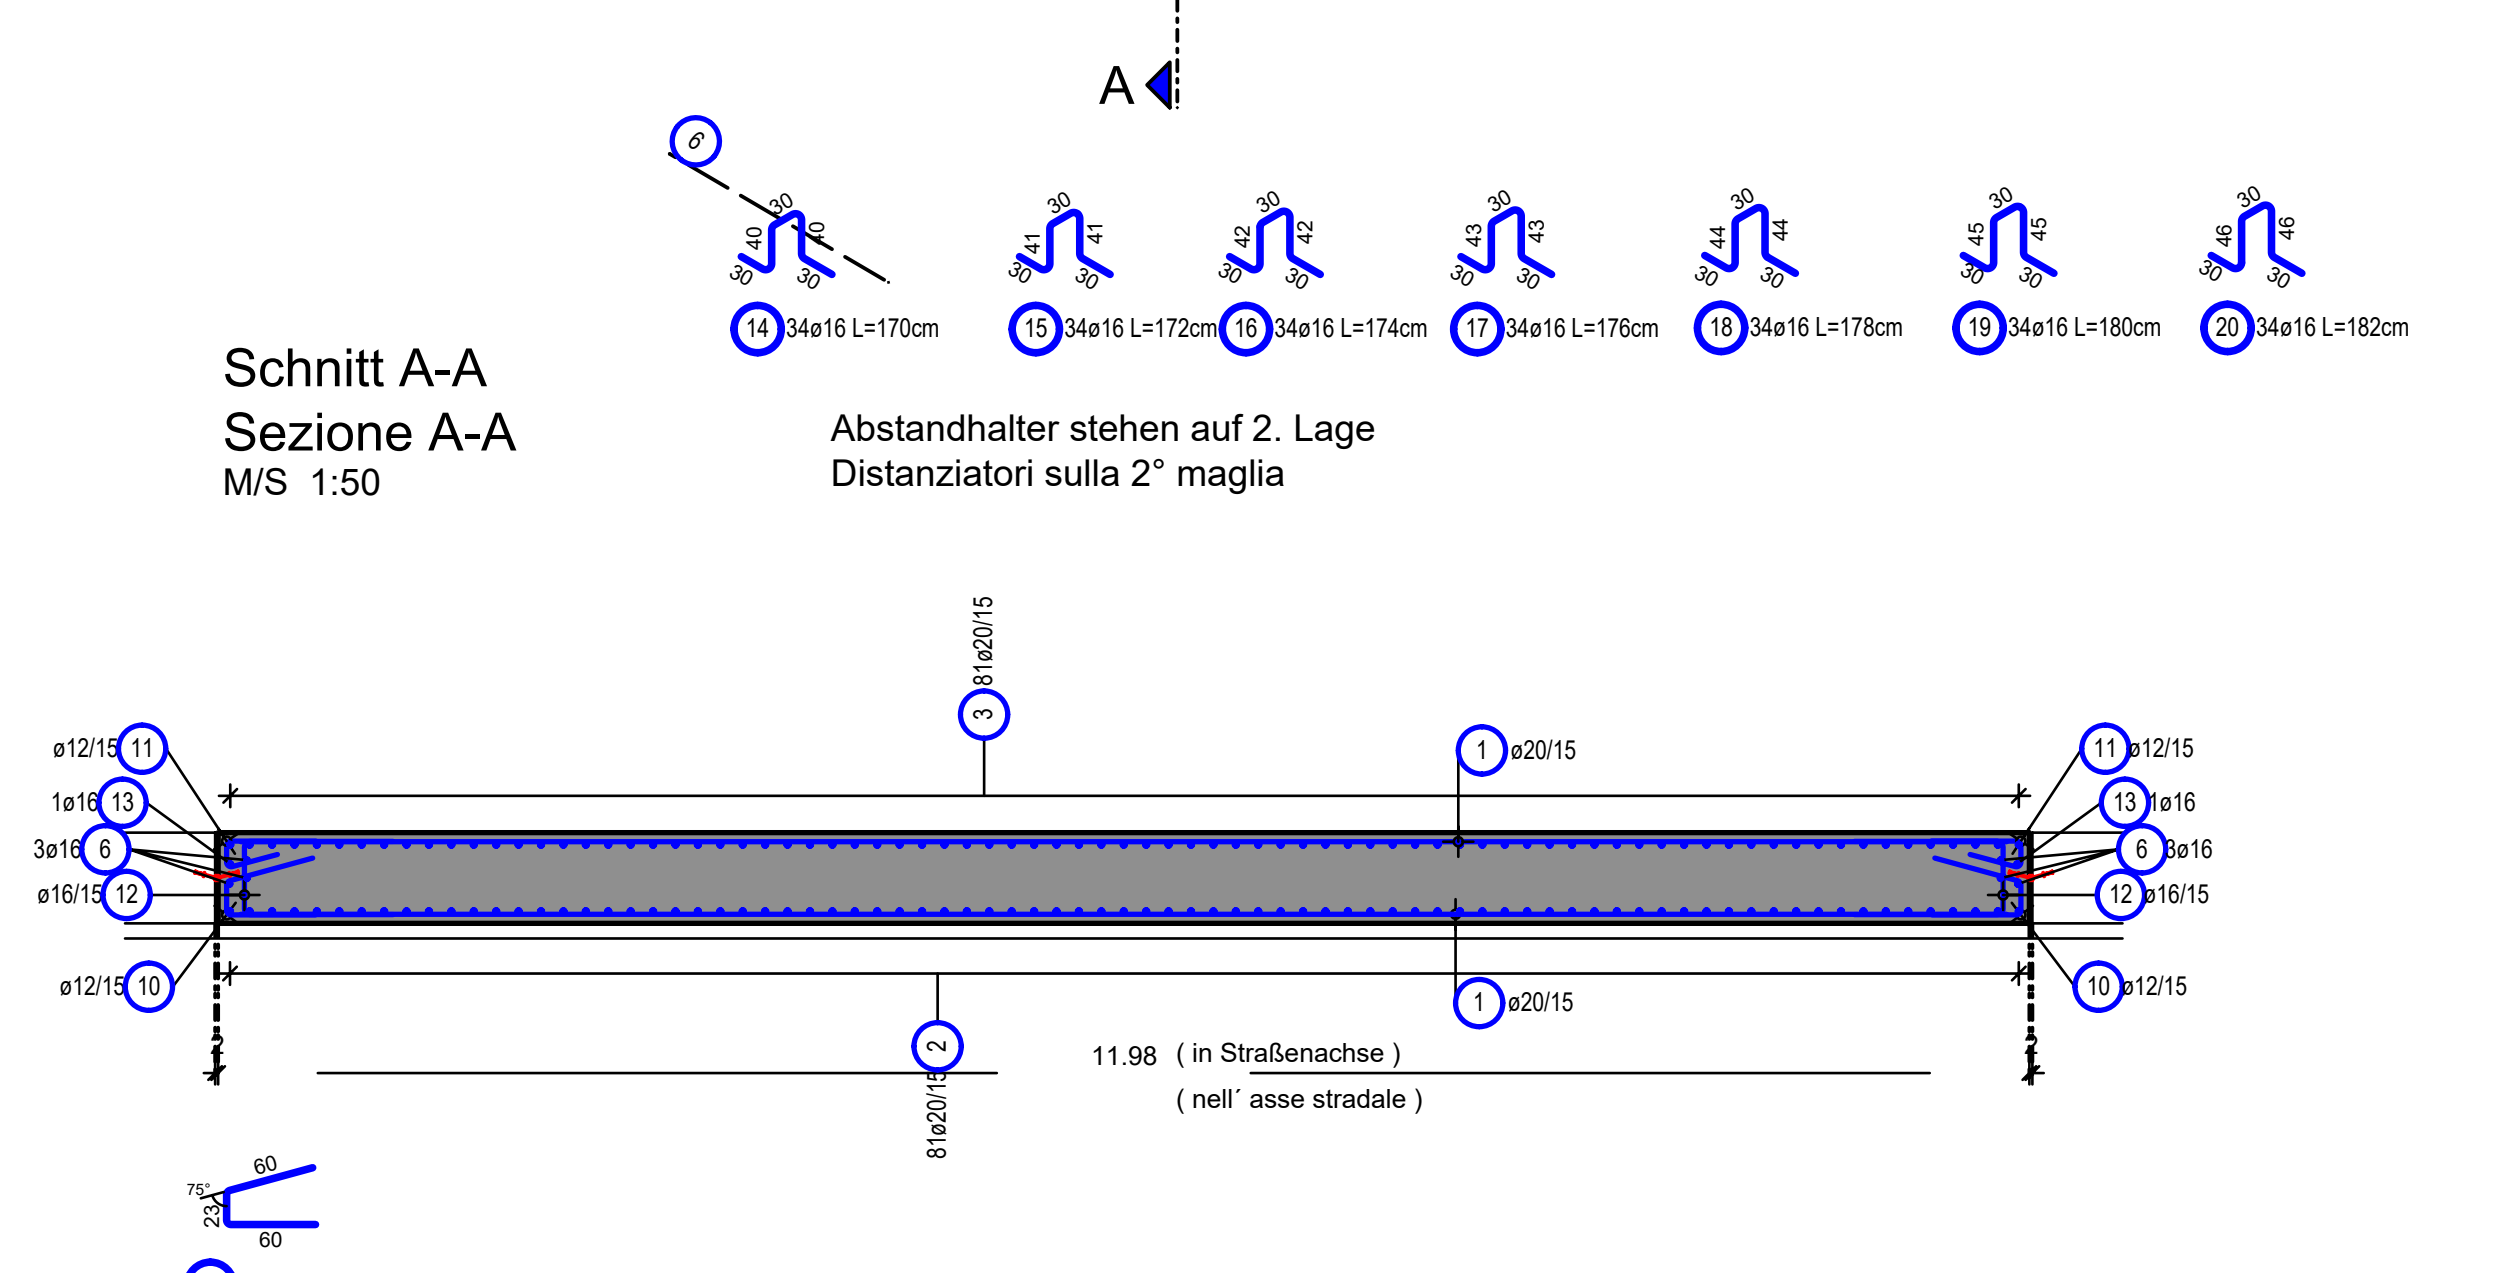 A
6
30
40
40
30
30
14 34ø16 L=170cm
30
41
41
30
30
15 34ø16 L=172cm
30
42
42
30
30
16 34ø16 L=174cm
30
43
43
30
30
17 34ø16 L=176cm
30
44
44
30
30
18 34ø16 L=178cm
30
45
45
30
30
19 34ø16 L=180cm
30
46
46
30
30
20 34ø16 L=182cm
Schnitt A-A
Sezione A-A
M/S 1:50
Abstandhalter stehen auf 2. Lage
Distanziatori sulla 2° maglia
81ø20/15
3
1 ø20/15
ø12/15 11
1ø16 13
3ø16 6
ø16/15 12
ø12/15 10
11 ø12/15
13 1ø16
6 3ø16
12 ø16/15
10 ø12/15
1 ø20/15
2
81ø20/15
2
2
11.98 ( in Straßenachse )
( nell´ asse stradale )
60
75°
23
60